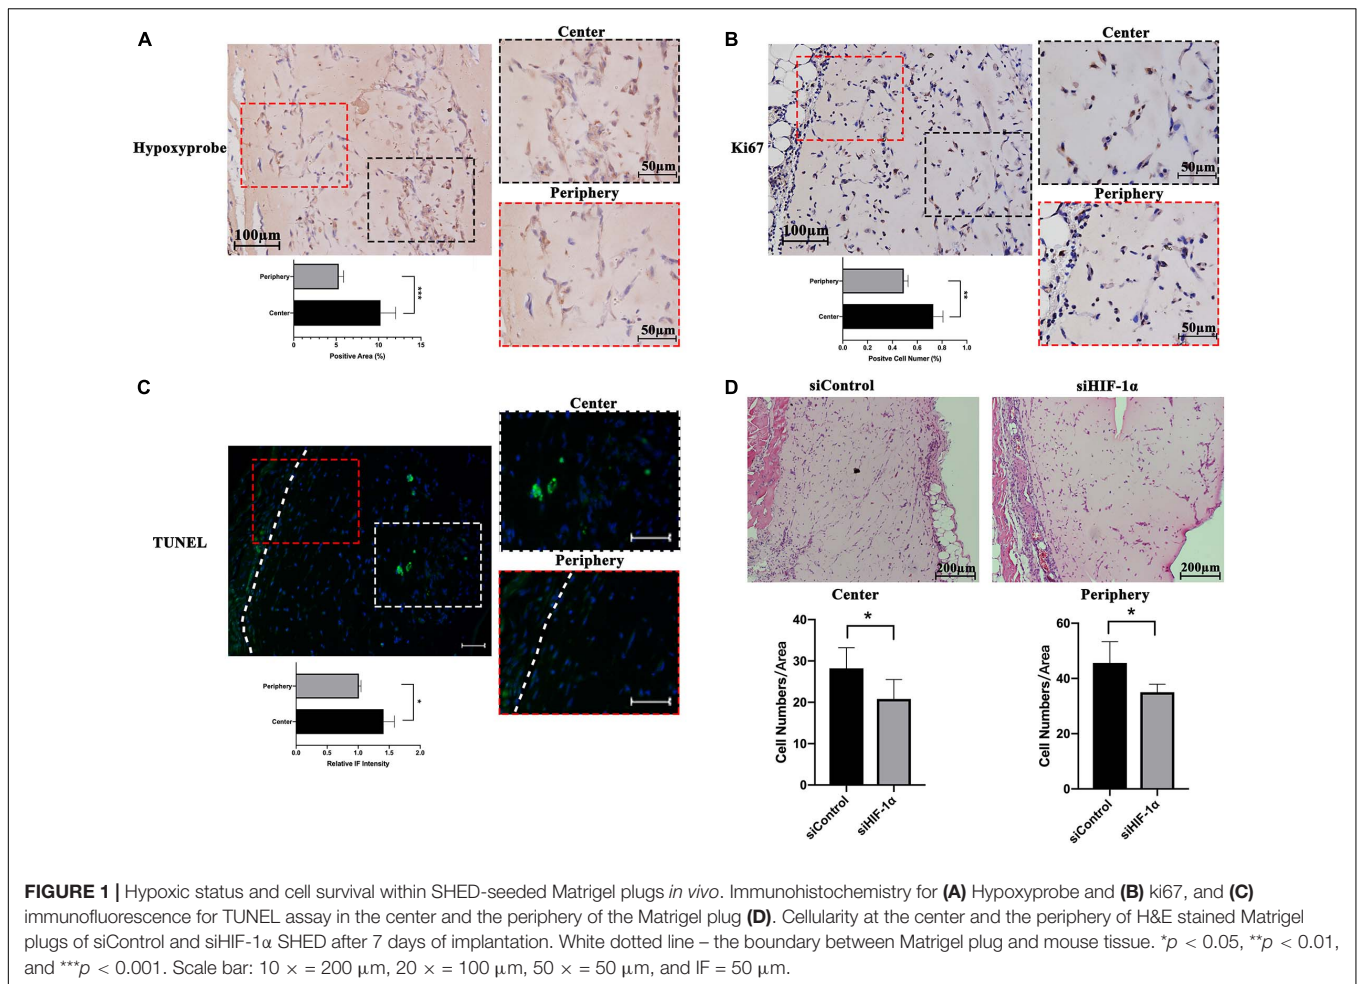 A
Hypoxyprobe
100μm
Center
50μm
Periphery
50μm
Periphery
Center
***
0 5 10 15
Positive Area (%)
B
Ki67
100μm
Center
50μm
Periphery
50μm
Periphery
Center
**
0.0 0.2 0.4 0.6 0.8 1.0
Positve Cell Numer (%)
C
TUNEL
Center
Periphery
Periphery
Center
*
0.0 0.5 1.0 1.5 2.0
Relative IF Intensity
D
siControl
200μm
siHIF-1α
200μm
Center
*
40
30
20
10
0
Cell Numbers/Area
siControl
siHIF-1α
Periphery
*
60
40
20
0
Cell Numbers/Area
siControl
siHIF-1α
FIGURE 1 | Hypoxic status and cell survival within SHED-seeded Matrigel plugs in vivo. Immunohistochemistry for (A) Hypoxyprobe and (B) ki67, and (C)
immunofluorescence for TUNEL assay in the center and the periphery of the Matrigel plug (D). Cellularity at the center and the periphery of H&E stained Matrigel
plugs of siControl and siHIF-1α SHED after 7 days of implantation. White dotted line – the boundary between Matrigel plug and mouse tissue. *p < 0.05, **p < 0.01,
and ***p < 0.001. Scale bar: 10 × = 200 μm, 20 × = 100 μm, 50 × = 50 μm, and IF = 50 μm.